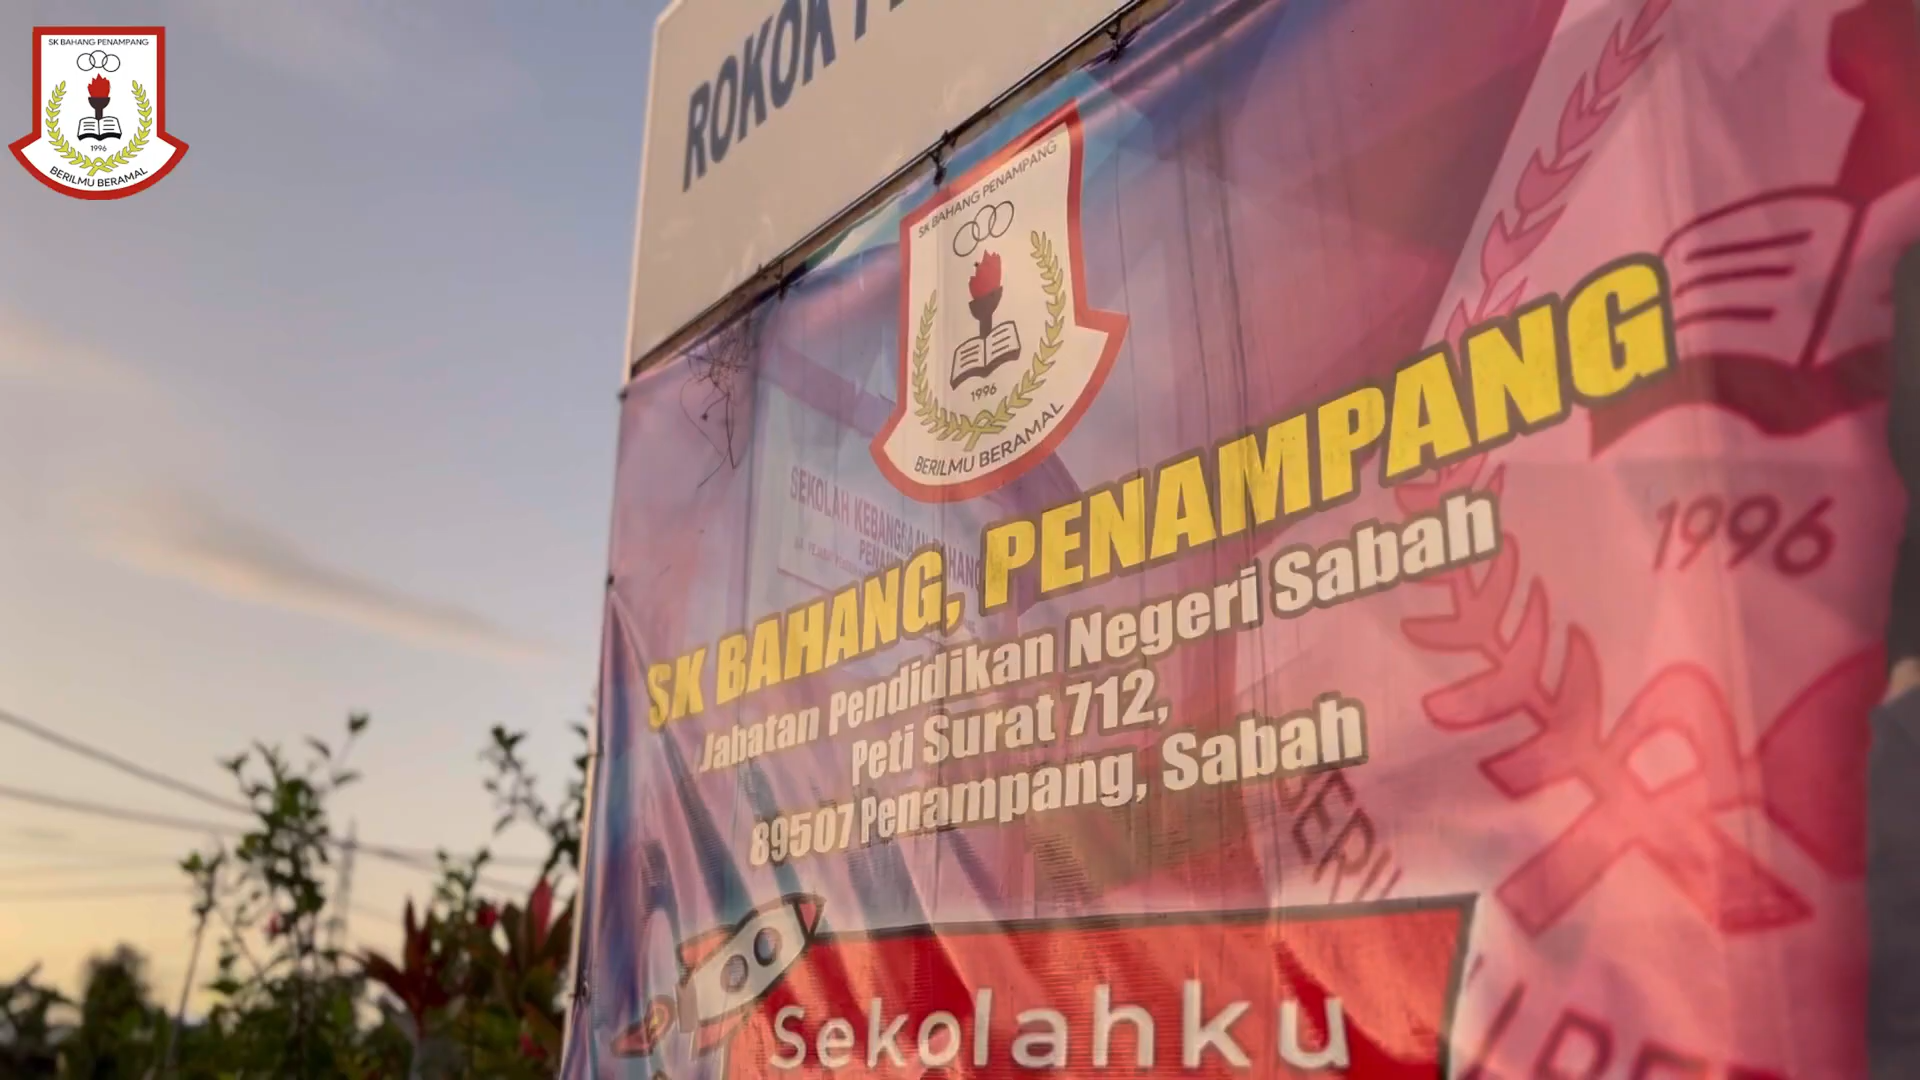 SK BAHANG PENAMPANG
1996
BERILMU BERAMAL
ROKOK
SK BAHANG PENAMPANG
1996
BERILMU BERAMAL
SEKOLAH KEBANGSAAN BAHANG
SK BAHANG, PENAMPANG
Jabatan Pendidikan Negeri Sabah
Peti Surat 712,
89507 Penampang, Sabah
1996
Sekolahku